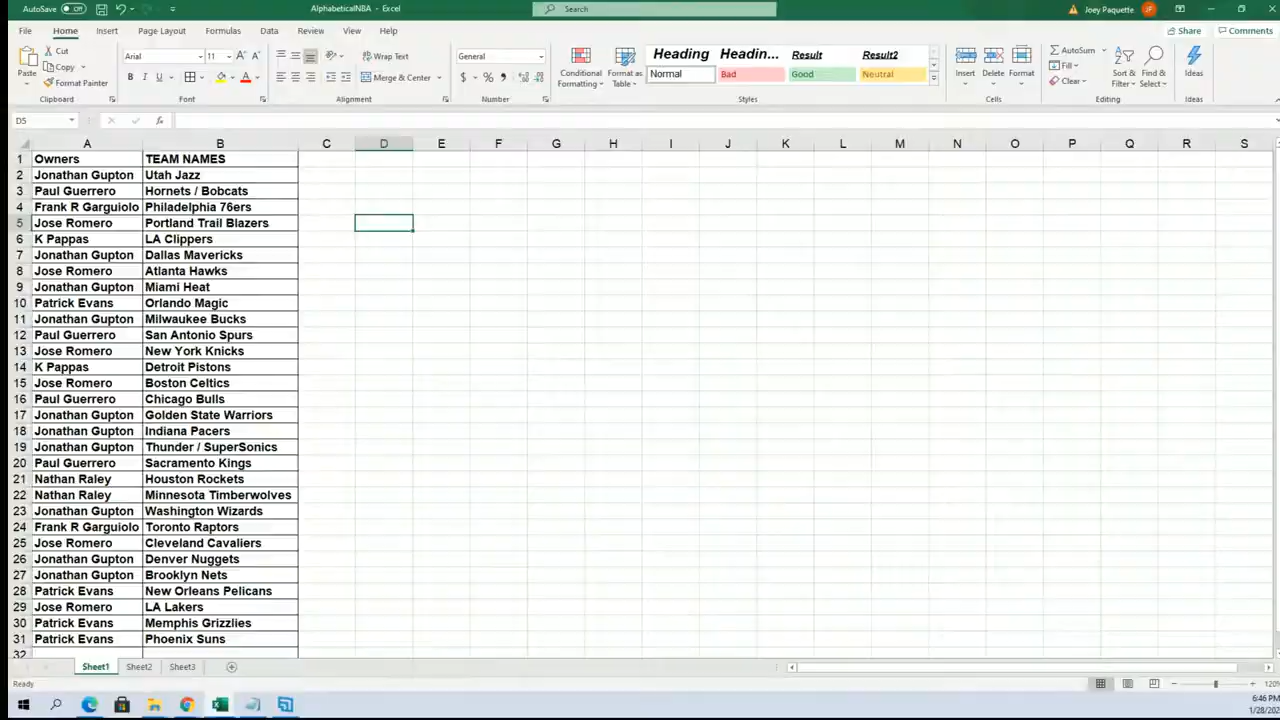 AutoSave Off AlphabeticalNBA - Excel Search Joey Paquette JF
File Home Insert Page Layout Formulas Data Review View Help Share Comments
Cut
Copy
Format Painter
Paste
Arial 11 A A
B I U A
Wrap Text
Merge & Center
General
$ % 9
Conditional Formatting
Format as Table
Heading Headin... Result Result2
Normal Bad Good Neutral
Insert Delete Format
AutoSum
Fill
Clear
Sort & Filter
Find & Select
Ideas
Clipboard Font Alignment Number Styles Cells Editing Ideas
D5 fx
A B C D E F G H I J K L M N O P Q R S
1 Owners TEAM NAMES
2 Jonathan Gupton Utah Jazz
3 Paul Guerrero Hornets / Bobcats
4 Frank R Garguiolo Philadelphia 76ers
5 Jose Romero Portland Trail Blazers
6 K Pappas LA Clippers
7 Jonathan Gupton Dallas Mavericks
8 Jose Romero Atlanta Hawks
9 Jonathan Gupton Miami Heat
10 Patrick Evans Orlando Magic
11 Jonathan Gupton Milwaukee Bucks
12 Paul Guerrero San Antonio Spurs
13 Jose Romero New York Knicks
14 K Pappas Detroit Pistons
15 Jose Romero Boston Celtics
16 Paul Guerrero Chicago Bulls
17 Jonathan Gupton Golden State Warriors
18 Jonathan Gupton Indiana Pacers
19 Jonathan Gupton Thunder / SuperSonics
20 Paul Guerrero Sacramento Kings
21 Nathan Raley Houston Rockets
22 Nathan Raley Minnesota Timberwolves
23 Jonathan Gupton Washington Wizards
24 Frank R Garguiolo Toronto Raptors
25 Jose Romero Cleveland Cavaliers
26 Jonathan Gupton Denver Nuggets
27 Jonathan Gupton Brooklyn Nets
28 Patrick Evans New Orleans Pelicans
29 Jose Romero LA Lakers
30 Patrick Evans Memphis Grizzlies
31 Patrick Evans Phoenix Suns
32
Sheet1 Sheet2 Sheet3
Ready 120%
6:46 PM
1/28/202